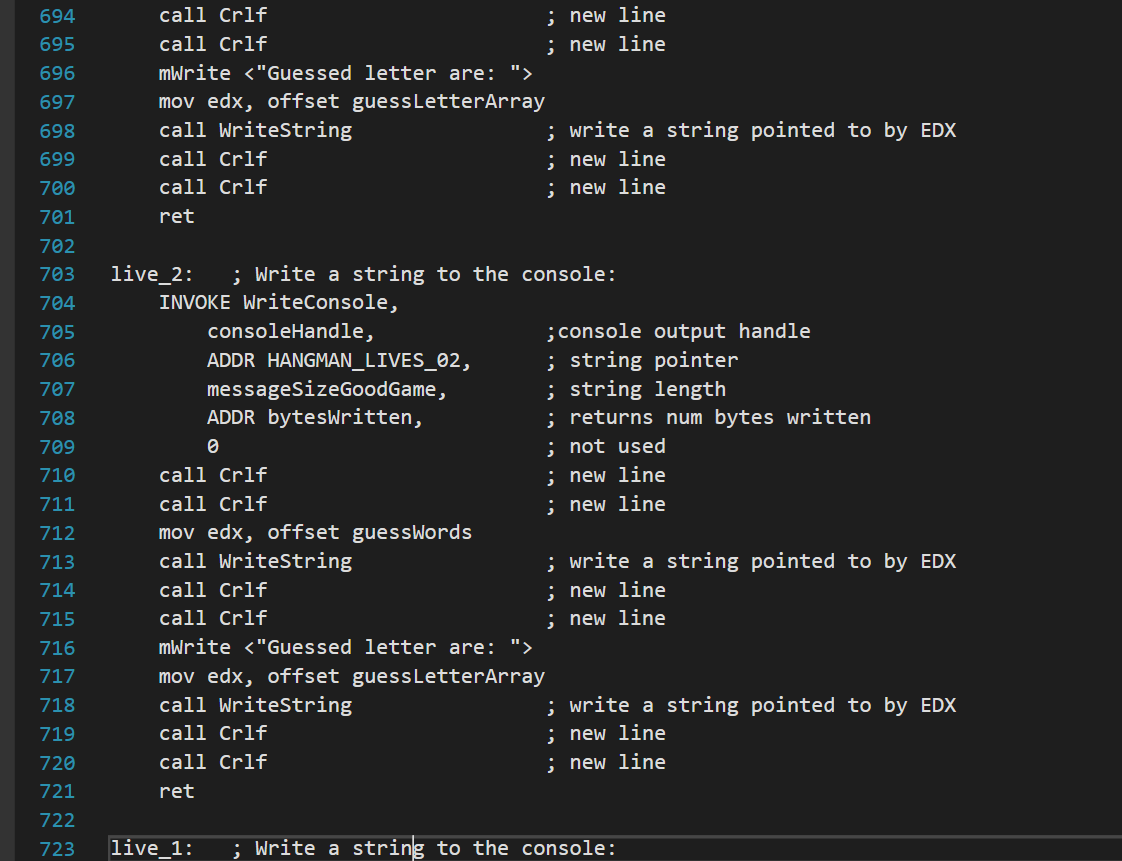 694 call Crlf ; new line
695 call Crlf ; new line
696 mWrite <"Guessed letter are: ">
697 mov edx, offset guessLetterArray
698 call WriteString ; write a string pointed to by EDX
699 call Crlf ; new line
700 call Crlf ; new line
701 ret
702
703 live_2: ; Write a string to the console:
704 INVOKE WriteConsole,
705 consoleHandle, ;console output handle
706 ADDR HANGMAN_LIVES_02, ; string pointer
707 messageSizeGoodGame, ; string length
708 ADDR bytesWritten, ; returns num bytes written
709 0 ; not used
710 call Crlf ; new line
711 call Crlf ; new line
712 mov edx, offset guessWords
713 call WriteString ; write a string pointed to by EDX
714 call Crlf ; new line
715 call Crlf ; new line
716 mWrite <"Guessed letter are: ">
717 mov edx, offset guessLetterArray
718 call WriteString ; write a string pointed to by EDX
719 call Crlf ; new line
720 call Crlf ; new line
721 ret
722
723 live_1: ; Write a string to the console: